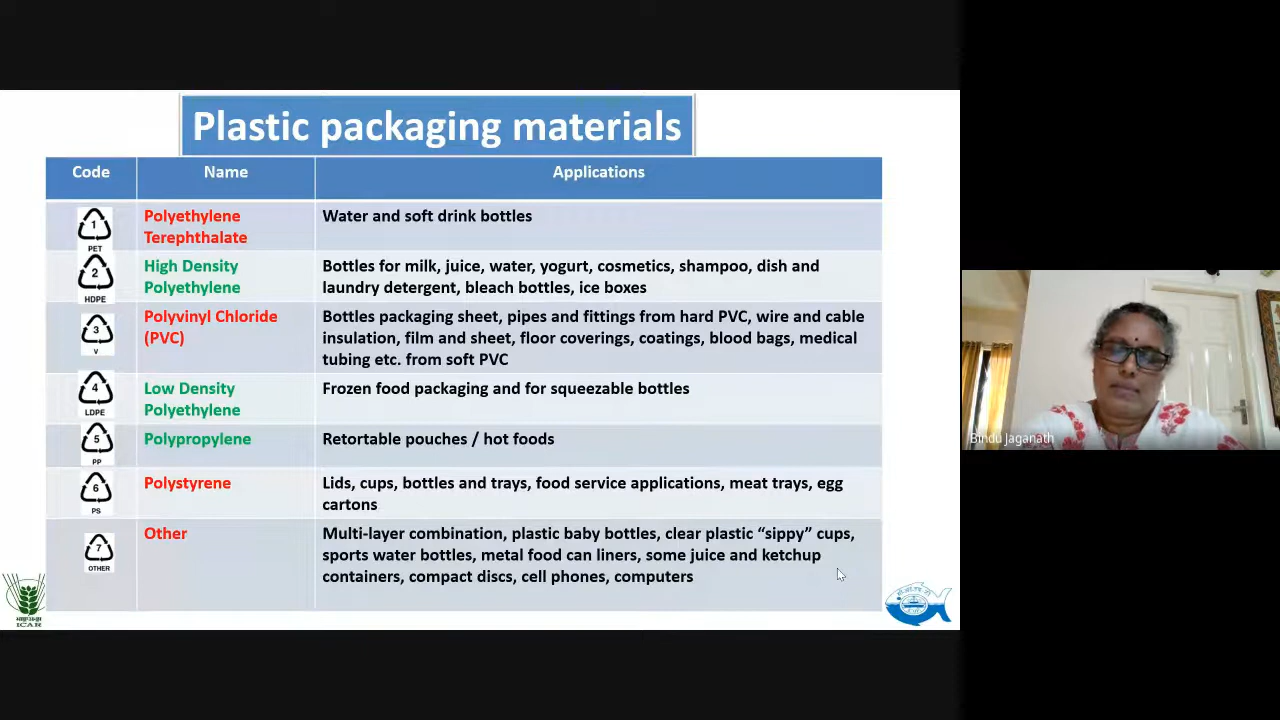 Plastic packaging materials
Code Name Applications
1
PET
Polyethylene
Terephthalate
Water and soft drink bottles
2
HDPE
High Density
Polyethylene
Bottles for milk, juice, water, yogurt, cosmetics, shampoo, dish and
laundry detergent, bleach bottles, ice boxes
3
V
Polyvinyl Chloride
(PVC)
Bottles packaging sheet, pipes and fittings from hard PVC, wire and cable
insulation, film and sheet, floor coverings, coatings, blood bags, medical
tubing etc. from soft PVC
4
LDPE
Low Density
Polyethylene
Frozen food packaging and for squeezable bottles
5
PP
Polypropylene
Retortable pouches / hot foods
6
PS
Polystyrene
Lids, cups, bottles and trays, food service applications, meat trays, egg
cartons
7
OTHER
Other
Multi-layer combination, plastic baby bottles, clear plastic “sippy” cups,
sports water bottles, metal food can liners, some juice and ketchup
containers, compact discs, cell phones, computers
ICAR
Bindu Jaganath